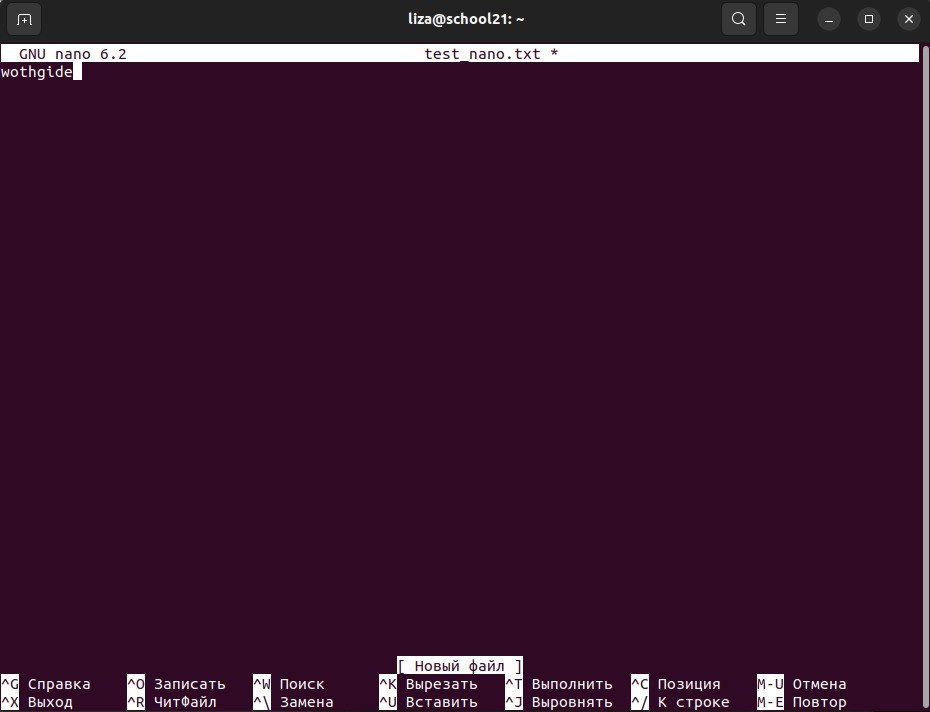 liza@school21: ~
GNU nano 6.2 test_nano.txt *
wothgide
[ Новый файл ]
^G Справка ^O Записать ^W Поиск ^K Вырезать ^T Выполнить ^C Позиция M-U Отмена
^X Выход ^R ЧитФайл ^\ Замена ^U Вставить ^J Выровнять ^/ К строке M-E Повтор